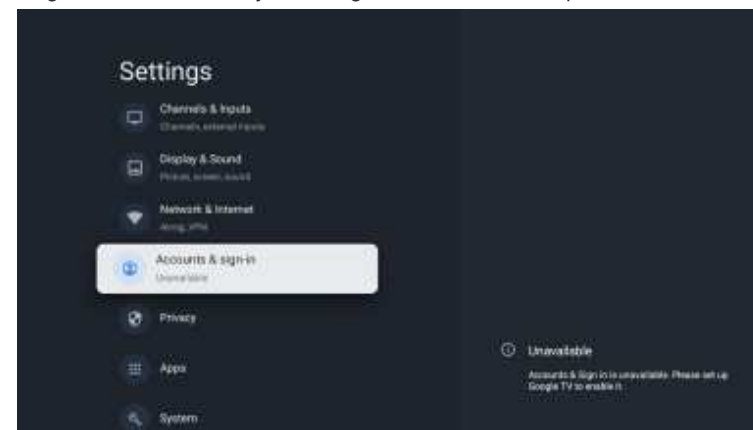 Settings
Channels & Inputs
Channels, external inputs
Display & Sound
Picture, screen, sound
Network & Internet
Accounts & sign-in
Unavailable
Privacy
Apps
System
Unavailable
Accounts & Sign in is unavailable. Please set up
Google TV to enable it.